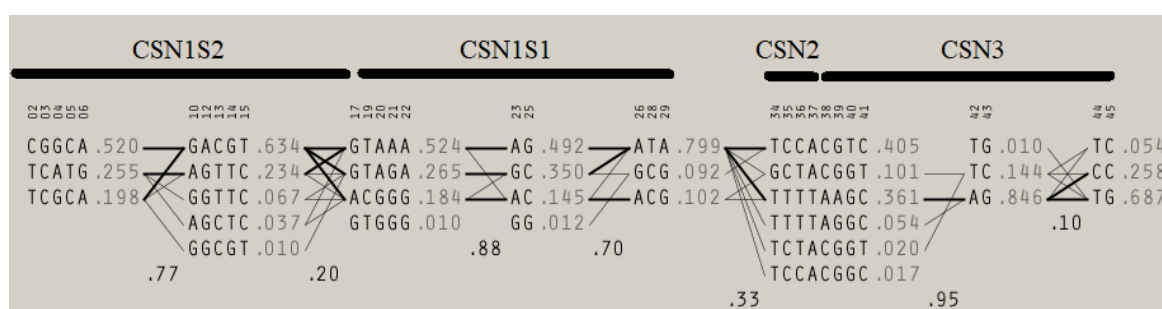 CSN1S2 CSN1S1 CSN2 CSN3
02 03 04 05 06 10 12 13 14 15 17 19 20 21 22 23 25 26 28 29 34 35 36 37 38 39 40 41 42 43 44 45
CGGCA .520 GACGT .634 GTAAA .524 AG .492 ATA .799 TCCACGTC .405 TG .010 TC .054
TCATG .255 AGTTC .234 GTAGA .265 GC .350 GCG .092 GCTACGGT .101 TC .144 CC .258
TCGCA .198 GGTTC .067 ACGGG .184 AC .145 ACG .102 TTTTAAGC .361 AG .846 TG .687
AGCTC .037 GTGGG .010 GG .012 TTTTAGGC .054
GGCGT .010 TCTACGGT .020
TCCACGGC .017
.77 .20 .88 .70 .33 .95 .10